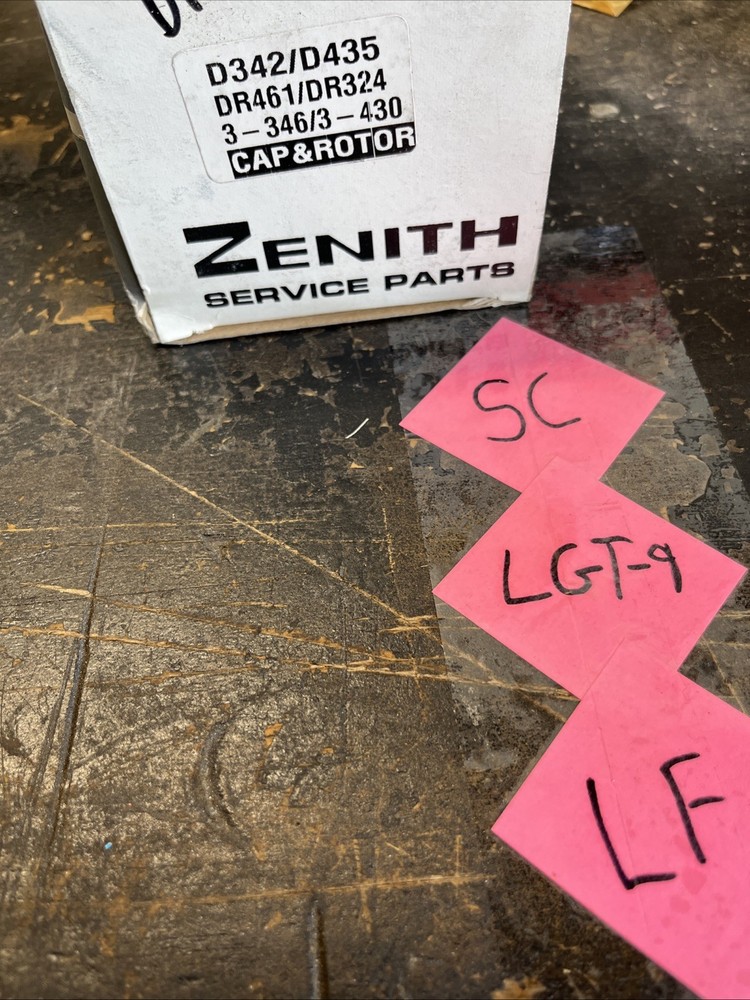 D342/D435
DR461/DR324
3-346/3-430
CAP&ROTOR
ZENITH
SERVICE PARTS
SC
LGT-9
LF